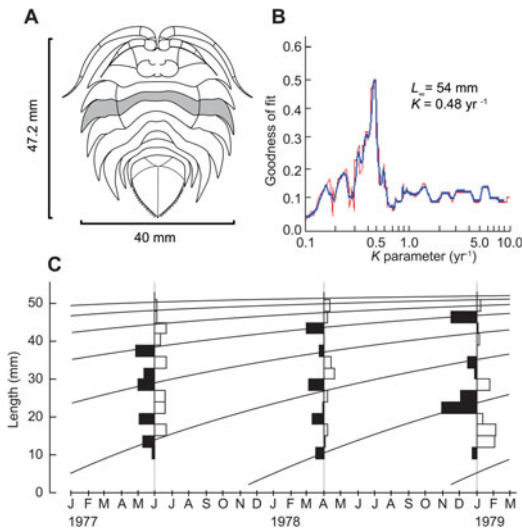 A
47.2 mm
40 mm
B
Goodness of fit
0.6
0.5
0.4
0.3
0.2
0.1
0.0
L∞ = 54 mm
K = 0.48 yr⁻¹
0.1 0.5 1.0 5.0 10.0
K parameter (yr⁻¹)
C
Length (mm)
50
40
30
20
10
0
J F M A M J J A S O N D J F M A M J J A S O N D J F M
1977 1978 1979